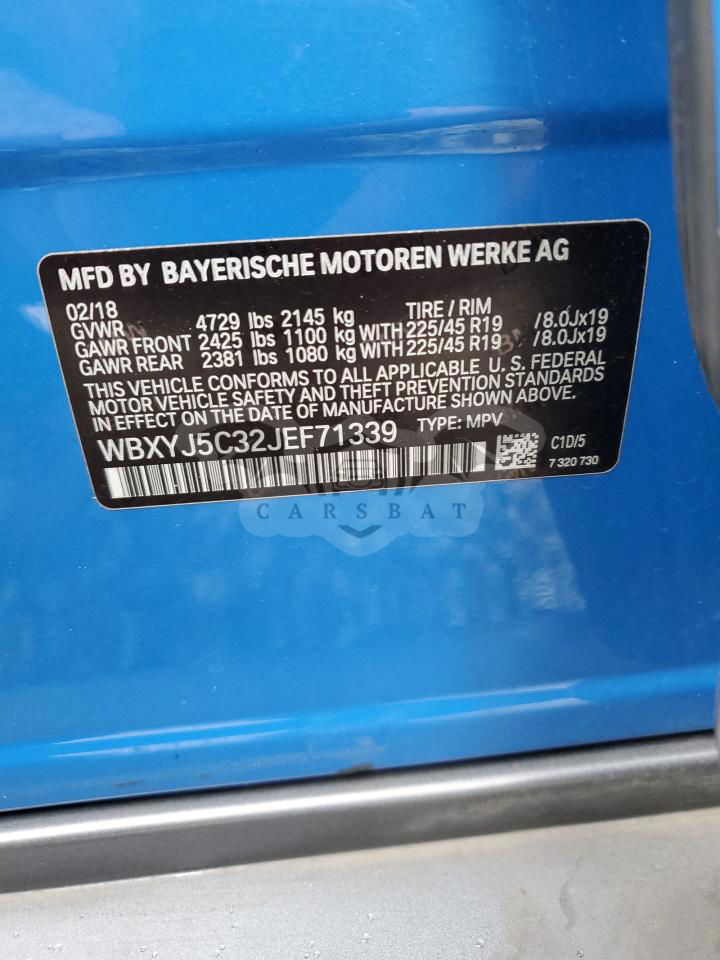 MFD BY BAYERISCHE MOTOREN WERKE AG
02/18 TIRE / RIM
GVWR 4729 lbs 2145 kg
GAWR FRONT 2425 lbs 1100 kg WITH 225/45 R19 /8.0Jx19
GAWR REAR 2381 lbs 1080 kg WITH 225/45 R19 /8.0Jx19
THIS VEHICLE CONFORMS TO ALL APPLICABLE U. S. FEDERAL
MOTOR VEHICLE SAFETY AND THEFT PREVENTION STANDARDS
IN EFFECT ON THE DATE OF MANUFACTURE SHOWN ABOVE.
WBXYJ5C32JEF71339 TYPE: MPV
C1D/5
7 320 730
CARSBAT